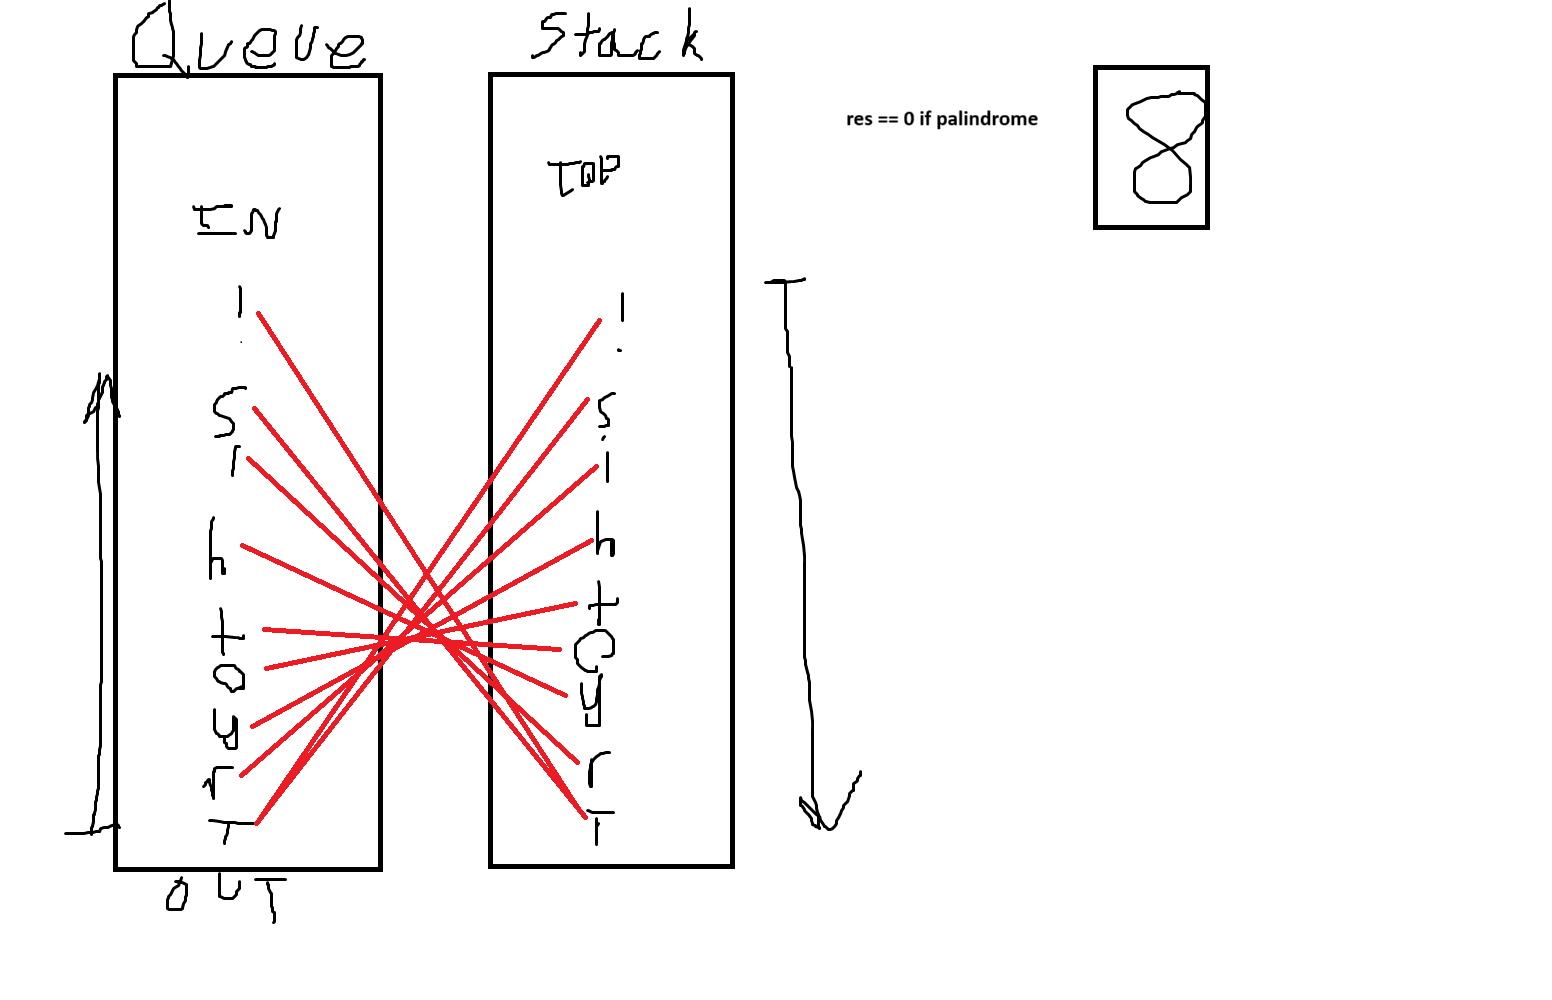 Queue
Stack
res == 0 if palindrome
8
TOP
IN
! !
S s
i i
h h
t t
o o
y y
r r
T T
OUT